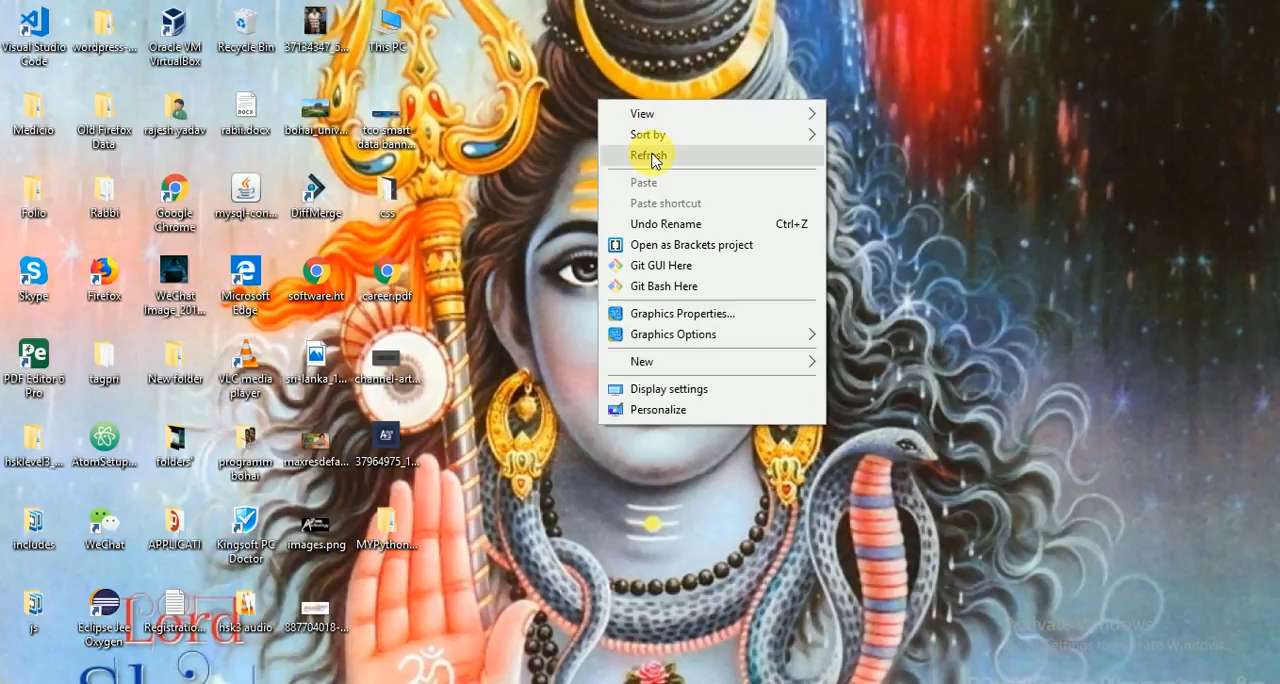 Visual Studio
Code
wordpress-...
Oracle VM
VirtualBox
Recycle Bin
37134347_5...
This PC
Medicio
Old Firefox
Data
rajesh yadav
rabii.docx
bohai_univ...
tco smart
data bann...
Folio
Rabbi
Google
Chrome
mysql-con...
DiffMerge
css
Skype
Firefox
WeChat
Image_201...
Microsoft
Edge
software.ht
career.pdf
PDF Editor 6
Pro
tagpri
New folder
VLC media
player
sri-lanka_1...
channel-art...
hsklevel3_...
AtomSetup...
folders'
programm
bohai
maxresdefa...
37964975_1...
includes
WeChat
APPLICATI
Kingsoft PC
Doctor
images.png
MYPython...
js
Eclipse Jee
Oxygen
Registratio...
hsk3 audio
887704018-...
View
Sort by
Refresh
Paste
Paste shortcut
Undo Rename Ctrl+Z
Open as Brackets project
Git GUI Here
Git Bash Here
Graphics Properties...
Graphics Options
New
Display settings
Personalize
Lord
ॐ
Activate Windows